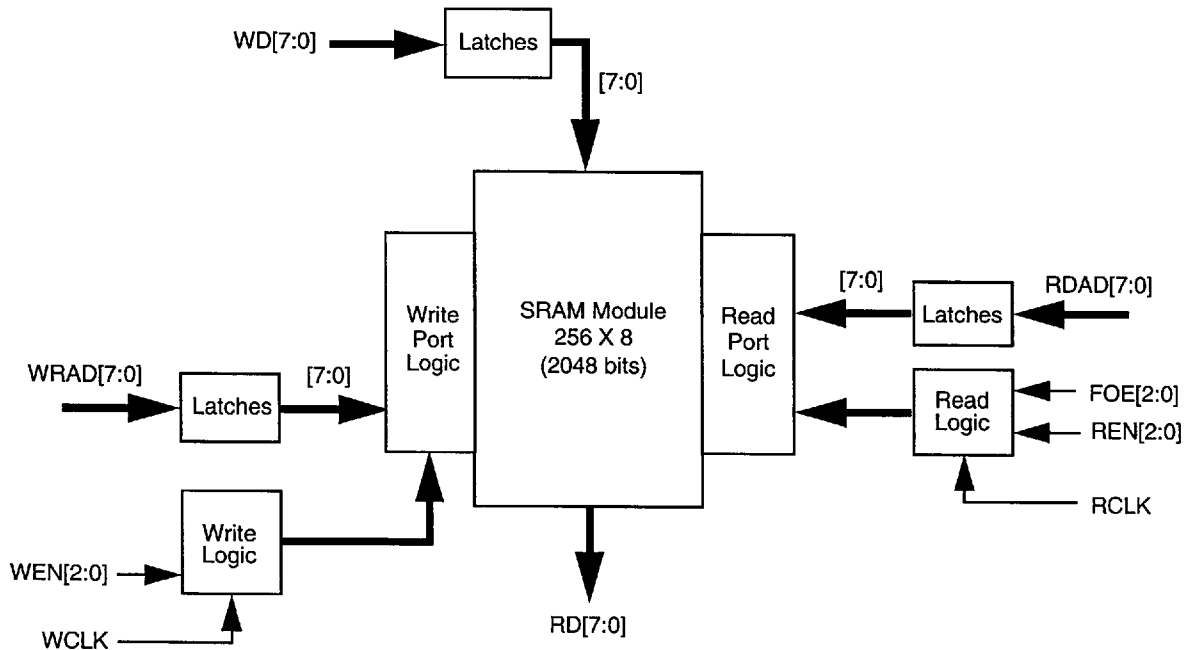 WD[7:0]
Latches
[7:0]
SRAM Module
256 X 8
(2048 bits)
Write
Port
Logic
Read
Port
Logic
[7:0]
RDAD[7:0]
Latches
WRAD[7:0]
[7:0]
Latches
Read
Logic
FOE[2:0]
REN[2:0]
RCLK
Write
Logic
WEN[2:0]
WCLK
RD[7:0]